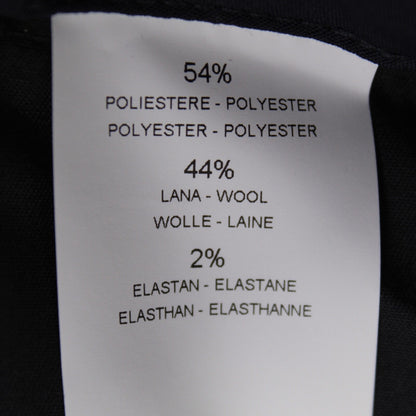 54%
POLIESTERE - POLYESTER
POLYESTER - POLYESTER
44%
LANA - WOOL
WOLLE - LAINE
2%
ELASTAN - ELASTANE
ELASTHAN - ELASTHANNE